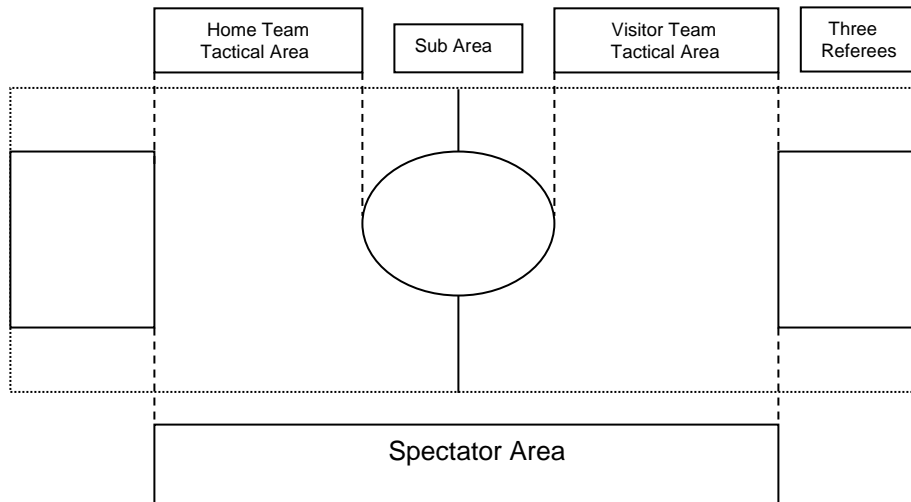 Home Team
Tactical Area
Sub Area
Visitor Team
Tactical Area
Three
Referees
Spectator Area